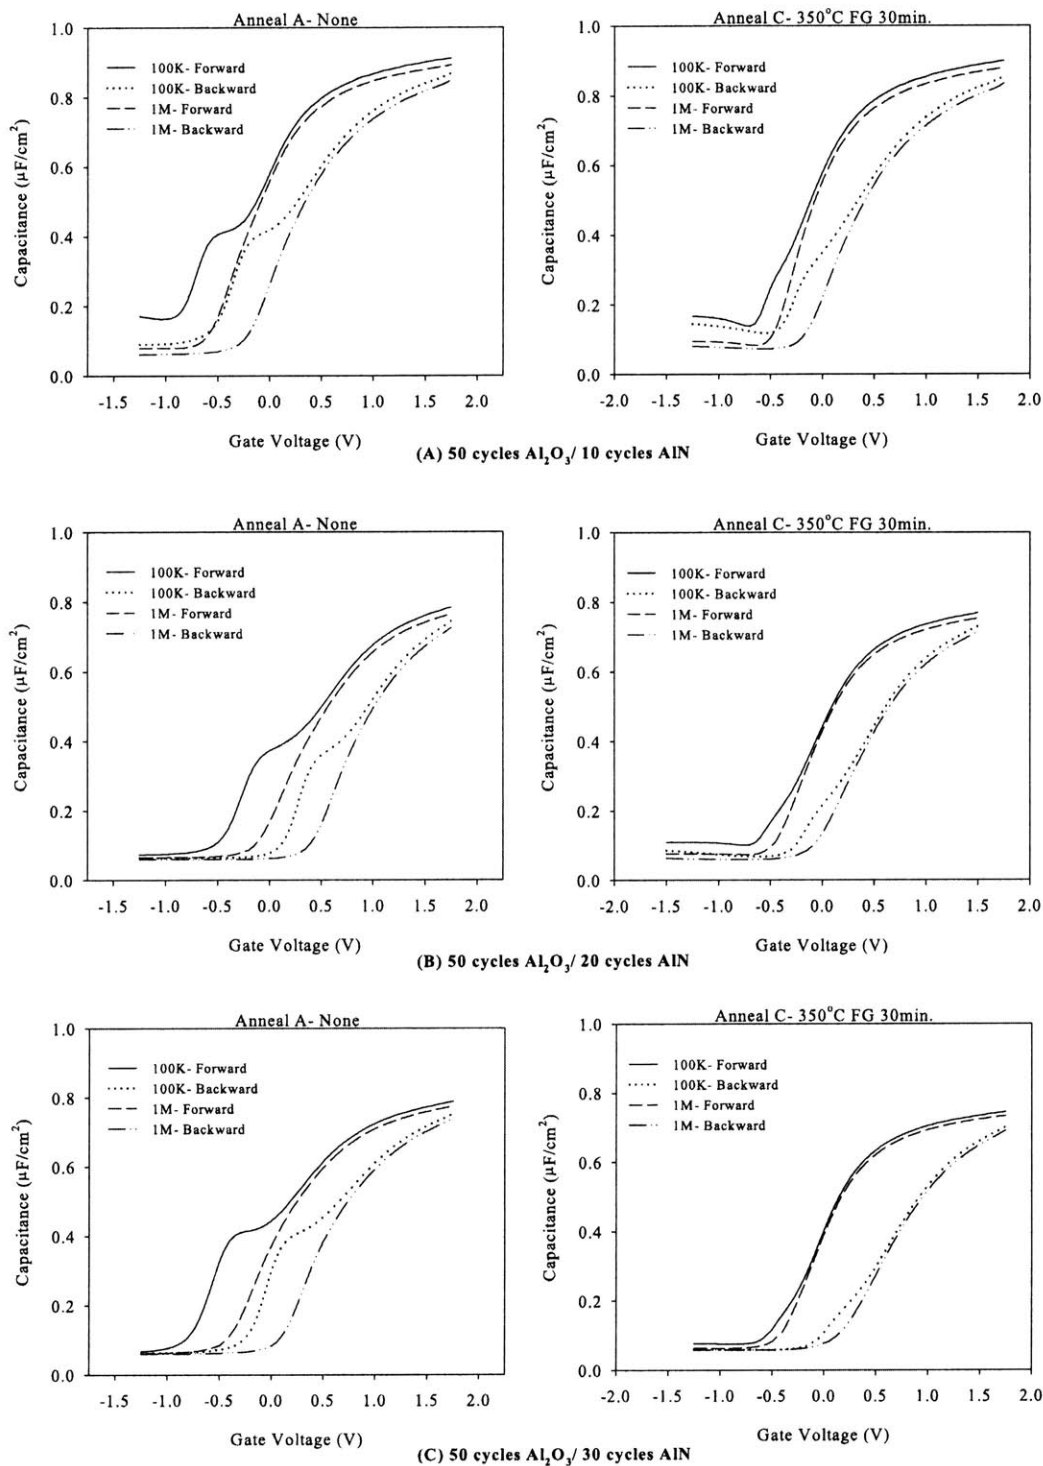 Anneal A- None
Capacitance (µF/cm²)
1.0
0.8
0.6
0.4
0.2
0.0
100K- Forward
100K- Backward
1M- Forward
1M- Backward
-1.5 -1.0 -0.5 0.0 0.5 1.0 1.5 2.0
Gate Voltage (V)
Anneal C- 350°C FG 30min.
Capacitance (µF/cm²)
1.0
0.8
0.6
0.4
0.2
0.0
100K- Forward
100K- Backward
1M- Forward
1M- Backward
-2.0 -1.5 -1.0 -0.5 0.0 0.5 1.0 1.5 2.0
Gate Voltage (V)
(A) 50 cycles Al₂O₃/ 10 cycles AlN
Anneal A- None
Capacitance (µF/cm²)
1.0
0.8
0.6
0.4
0.2
0.0
100K- Forward
100K- Backward
1M- Forward
1M- Backward
-1.5 -1.0 -0.5 0.0 0.5 1.0 1.5 2.0
Gate Voltage (V)
Anneal C- 350°C FG 30min.
Capacitance (µF/cm²)
1.0
0.8
0.6
0.4
0.2
0.0
100K- Forward
100K- Backward
1M- Forward
1M- Backward
-2.0 -1.5 -1.0 -0.5 0.0 0.5 1.0 1.5 2.0
Gate Voltage (V)
(B) 50 cycles Al₂O₃/ 20 cycles AlN
Anneal A- None
Capacitance (µF/cm²)
1.0
0.8
0.6
0.4
0.2
0.0
100K- Forward
100K- Backward
1M- Forward
1M- Backward
-1.5 -1.0 -0.5 0.0 0.5 1.0 1.5 2.0
Gate Voltage (V)
Anneal C- 350°C FG 30min.
Capacitance (µF/cm²)
1.0
0.8
0.6
0.4
0.2
0.0
100K- Forward
100K- Backward
1M- Forward
1M- Backward
-2.0 -1.5 -1.0 -0.5 0.0 0.5 1.0 1.5 2.0
Gate Voltage (V)
(C) 50 cycles Al₂O₃/ 30 cycles AlN